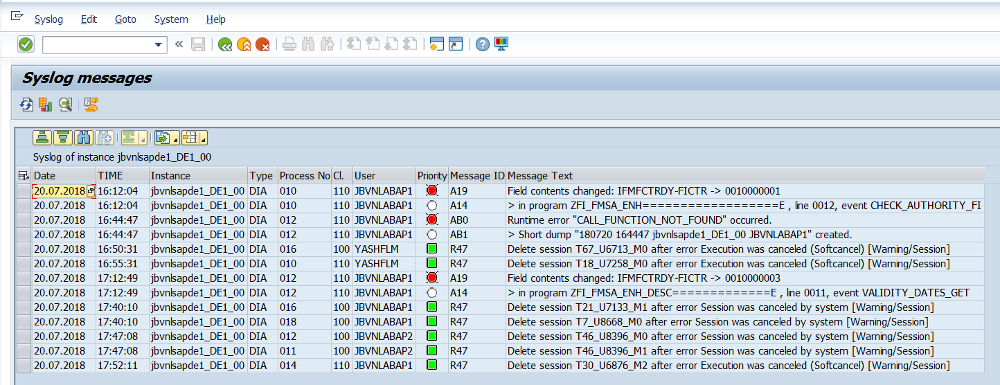 Syslog Edit Goto System Help
Syslog messages
Syslog of instance jbvnlsapde1_DE1_00
Date TIME Instance Type Process No Cl. User Priority Message ID Message Text
20.07.2018 16:12:04 jbvnlsapde1_DE1_00 DIA 010 110 JBVNLABAP1 A19 Field contents changed: IFMFCTRDY-FICTR -> 0010000001
20.07.2018 16:12:04 jbvnlsapde1_DE1_00 DIA 010 110 JBVNLABAP1 A14 > in program ZFI_FMSA_ENH==================E , line 0012, event CHECK_AUTHORITY_FI
20.07.2018 16:44:47 jbvnlsapde1_DE1_00 DIA 012 110 JBVNLABAP1 AB0 Runtime error "CALL_FUNCTION_NOT_FOUND" occurred.
20.07.2018 16:44:47 jbvnlsapde1_DE1_00 DIA 012 110 JBVNLABAP1 AB1 > Short dump "180720 164447 jbvnlsapde1_DE1_00 JBVNLABAP1" created.
20.07.2018 16:50:31 jbvnlsapde1_DE1_00 DIA 016 100 YASHFLM R47 Delete session T67_U6713_M0 after error Execution was canceled (Softcancel) [Warning/Session]
20.07.2018 16:55:31 jbvnlsapde1_DE1_00 DIA 010 110 YASHFLM R47 Delete session T18_U7258_M0 after error Execution was canceled (Softcancel) [Warning/Session]
20.07.2018 17:12:49 jbvnlsapde1_DE1_00 DIA 012 110 JBVNLABAP1 A19 Field contents changed: IFMFCTRDY-FICTR -> 0010000003
20.07.2018 17:12:49 jbvnlsapde1_DE1_00 DIA 012 110 JBVNLABAP1 A14 > in program ZFI_FMSA_ENH_DESC=============E , line 0011, event VALIDITY_DATES_GET
20.07.2018 17:40:10 jbvnlsapde1_DE1_00 DIA 016 100 JBVNLABAP1 R47 Delete session T21_U7133_M1 after error Session was canceled by system [Warning/Session]
20.07.2018 17:40:10 jbvnlsapde1_DE1_00 DIA 018 100 JBVNLABAP1 R47 Delete session T7_U8668_M0 after error Session was canceled by system [Warning/Session]
20.07.2018 17:47:08 jbvnlsapde1_DE1_00 DIA 012 100 JBVNLABAP2 R47 Delete session T46_U8396_M0 after error Session was canceled by system [Warning/Session]
20.07.2018 17:47:08 jbvnlsapde1_DE1_00 DIA 011 100 JBVNLABAP2 R47 Delete session T46_U8396_M1 after error Session was canceled by system [Warning/Session]
20.07.2018 17:52:11 jbvnlsapde1_DE1_00 DIA 014 110 JBVNLABAP1 R47 Delete session T30_U6876_M2 after error Execution was canceled (Softcancel) [Warning/Session]